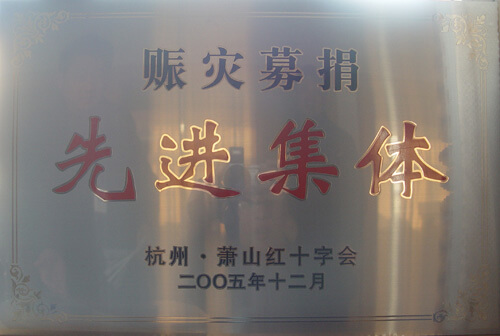 赈灾募捐
先进集体
杭州·萧山红十字会
二〇〇五年十二月